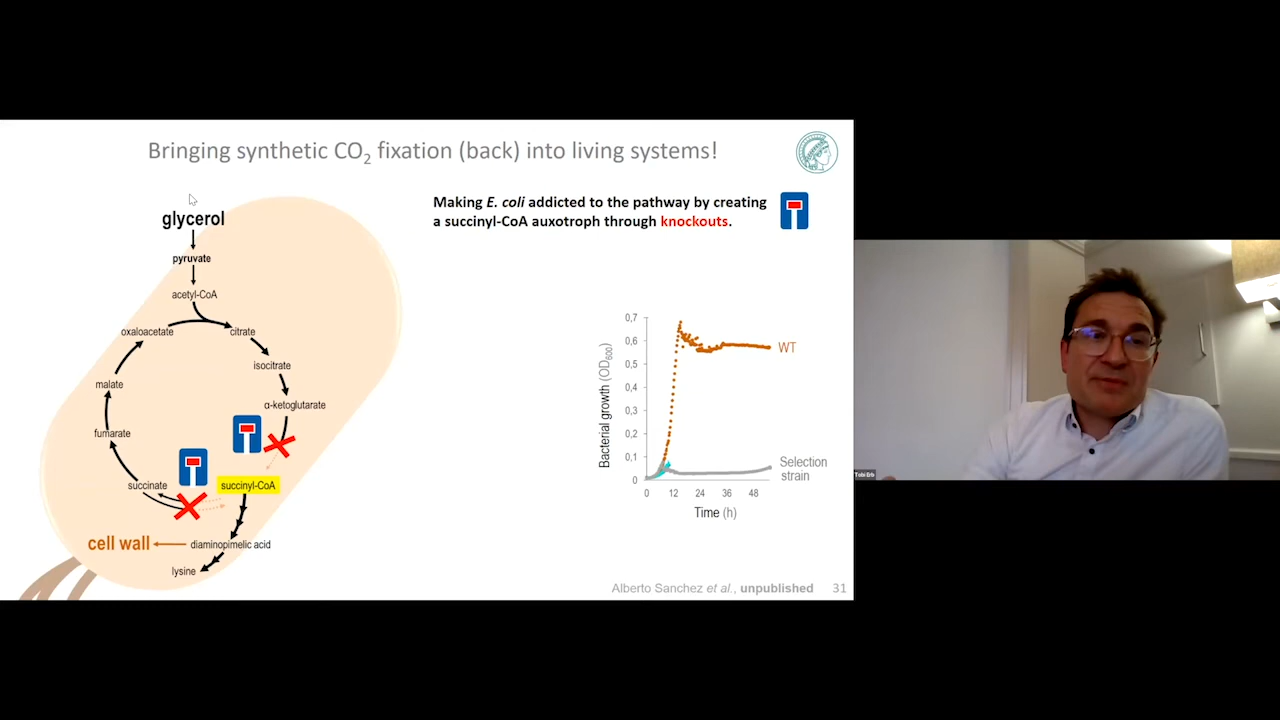 Bringing synthetic CO2 fixation (back) into living systems!
Making E. coli addicted to the pathway by creating
a succinyl-CoA auxotroph through knockouts.
glycerol
pyruvate
acetyl-CoA
oxaloacetate
citrate
isocitrate
malate
α-ketoglutarate
fumarate
succinate
succinyl-CoA
cell wall
diaminopimelic acid
lysine
Bacterial growth (OD600)
0,7
0,6
0,5
0,4
0,3
0,2
0,1
0
0 12 24 36 48
Time (h)
WT
Selection
strain
Alberto Sanchez et al., unpublished 31
Tobi Erb